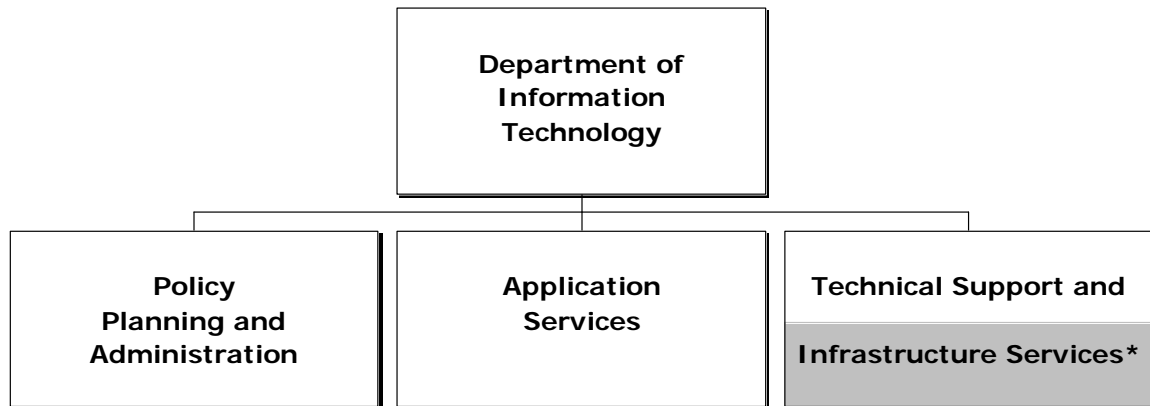 Department of
Information
Technology
Policy
Planning and
Administration
Application
Services
Technical Support and
Infrastructure Services*